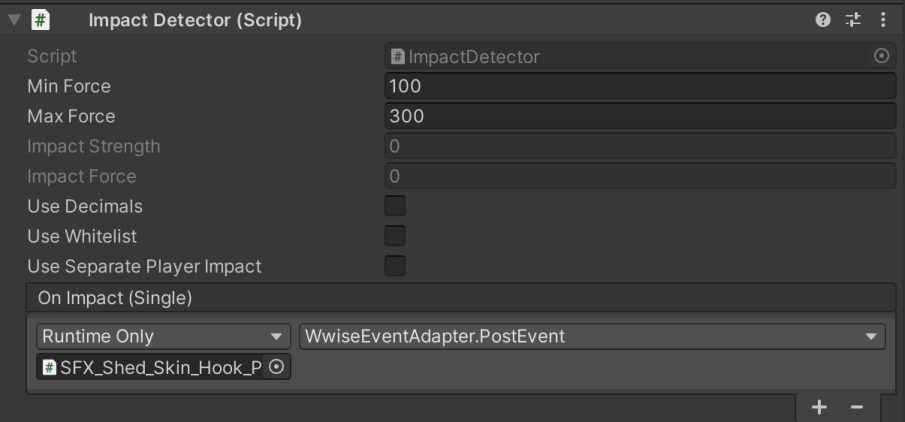 Impact Detector (Script)
Script ImpactDetector
Min Force 100
Max Force 300
Impact Strength 0
Impact Force 0
Use Decimals
Use Whitelist
Use Separate Player Impact
On Impact (Single)
Runtime Only WwiseEventAdapter.PostEvent
SFX_Shed_Skin_Hook_P